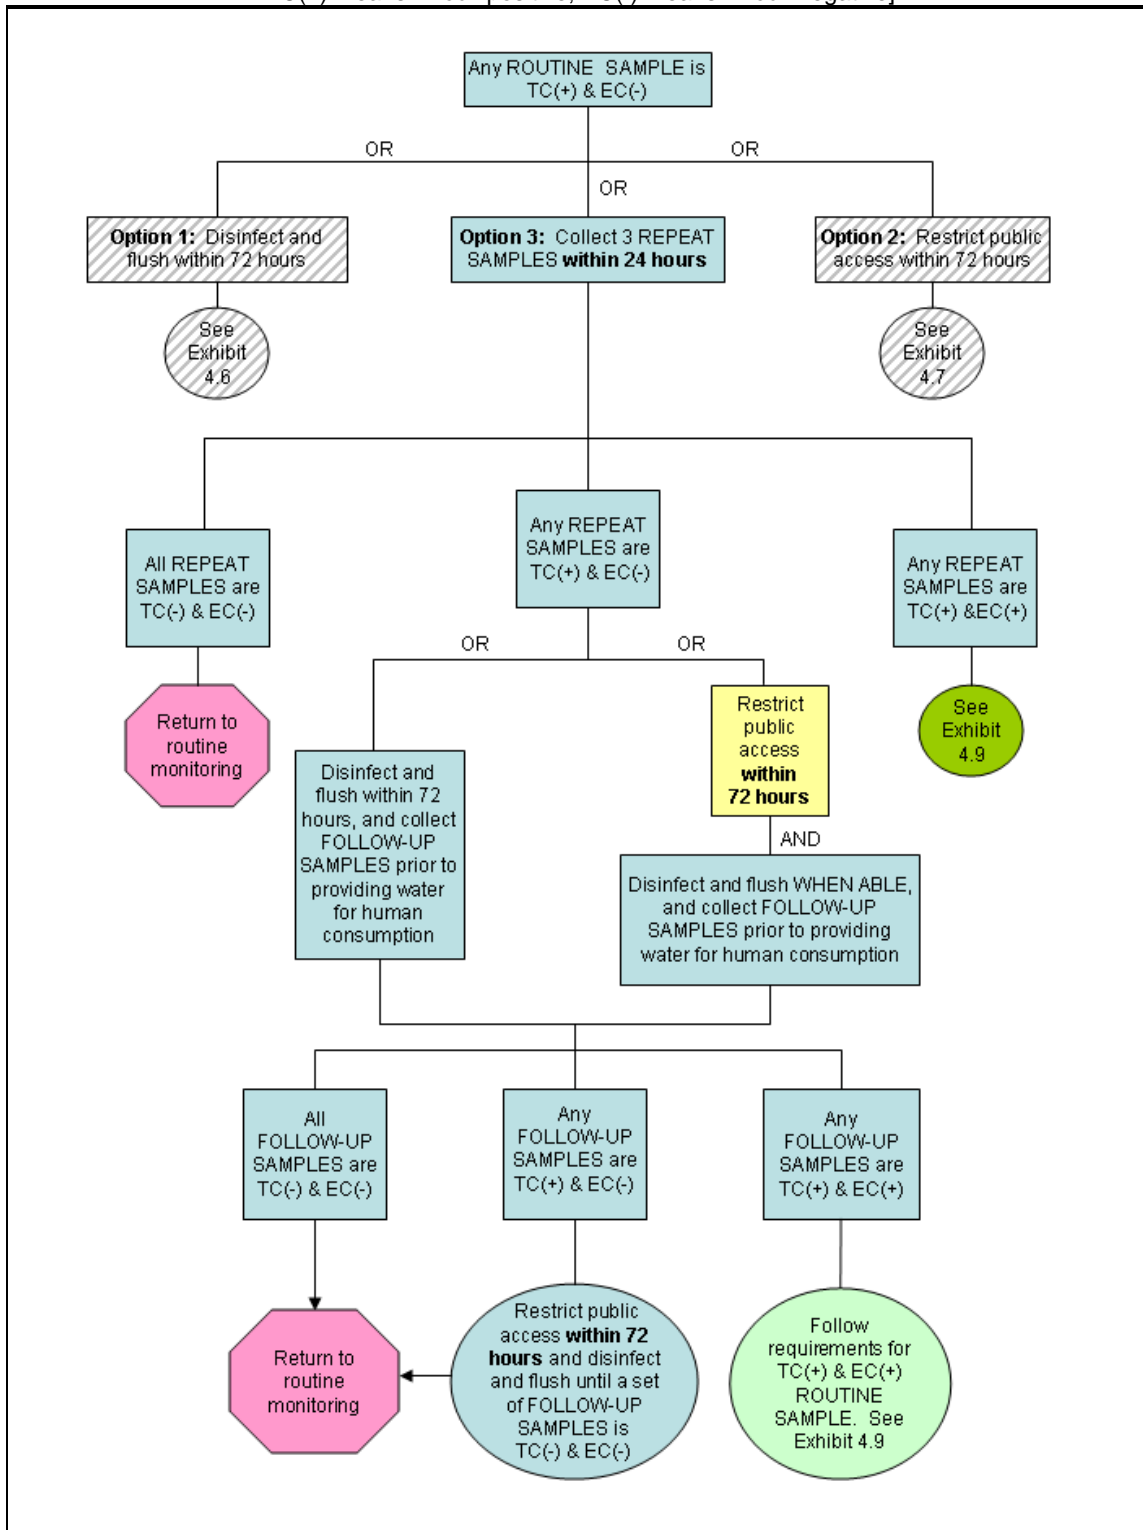 Any ROUTINE SAMPLE is
TC(+) & EC(-)
OR
OR
OR
Option 1: Disinfect and
flush within 72 hours
Option 3: Collect 3 REPEAT
SAMPLES within 24 hours
Option 2: Restrict public
access within 72 hours
See
Exhibit
4.6
See
Exhibit
4.7
All REPEAT
SAMPLES are
TC(-) & EC(-)
Any REPEAT
SAMPLES are
TC(+) & EC(-)
Any REPEAT
SAMPLES are
TC(+) &EC(+)
OR
OR
Return to
routine
monitoring
Restrict
public
access
within
72 hours
See
Exhibit
4.9
Disinfect and
flush within 72
hours, and collect
FOLLOW-UP
SAMPLES prior to
providing water
for human
consumption
AND
Disinfect and flush WHEN ABLE,
and collect FOLLOW-UP
SAMPLES prior to providing
water for human consumption
All
FOLLOW-UP
SAMPLES are
TC(-) & EC(-)
Any
FOLLOW-UP
SAMPLES are
TC(+) & EC(-)
Any
FOLLOW-UP
SAMPLES are
TC(+) & EC(+)
Return to
routine
monitoring
Restrict public
access within 72
hours and disinfect
and flush until a set
of FOLLOW-UP
SAMPLES is
TC(-) & EC(-)
Follow
requirements for
TC(+) & EC(+)
ROUTINE
SAMPLE. See
Exhibit 4.9